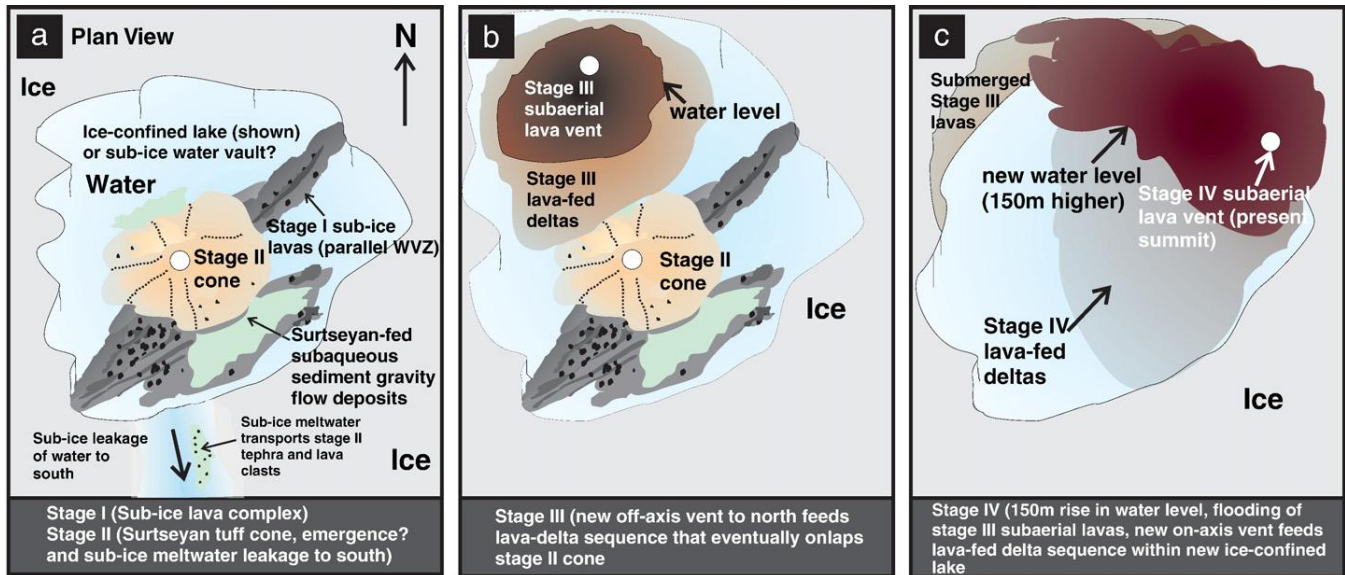 a Plan View
N
Ice
Ice-confined lake (shown)
or sub-ice water vault?
Water
Stage I sub-ice
lavas (parallel WVZ)
Stage II
cone
Surtseyan-fed
subaqueous
sediment gravity
flow deposits
Sub-ice leakage
of water to
south
Sub-ice meltwater
transports stage II
tephra and lava
clasts
Ice
Stage I (Sub-ice lava complex)
Stage II (Surtseyan tuff cone, emergence?
and sub-ice meltwater leakage to south)
b
Stage III
subaerial
lava vent
water level
Stage III
lava-fed
deltas
Stage II
cone
Ice
Stage III (new off-axis vent to north feeds
lava-delta sequence that eventually onlaps
stage II cone
c
Submerged
Stage III
lavas
new water level
(150m higher)
Stage IV subaerial
lava vent (present
summit)
Stage IV
lava-fed
deltas
Ice
Stage IV (150m rise in water level, flooding of
stage III subaerial lavas, new on-axis vent feeds
lava-fed delta sequence within new ice-confined
lake